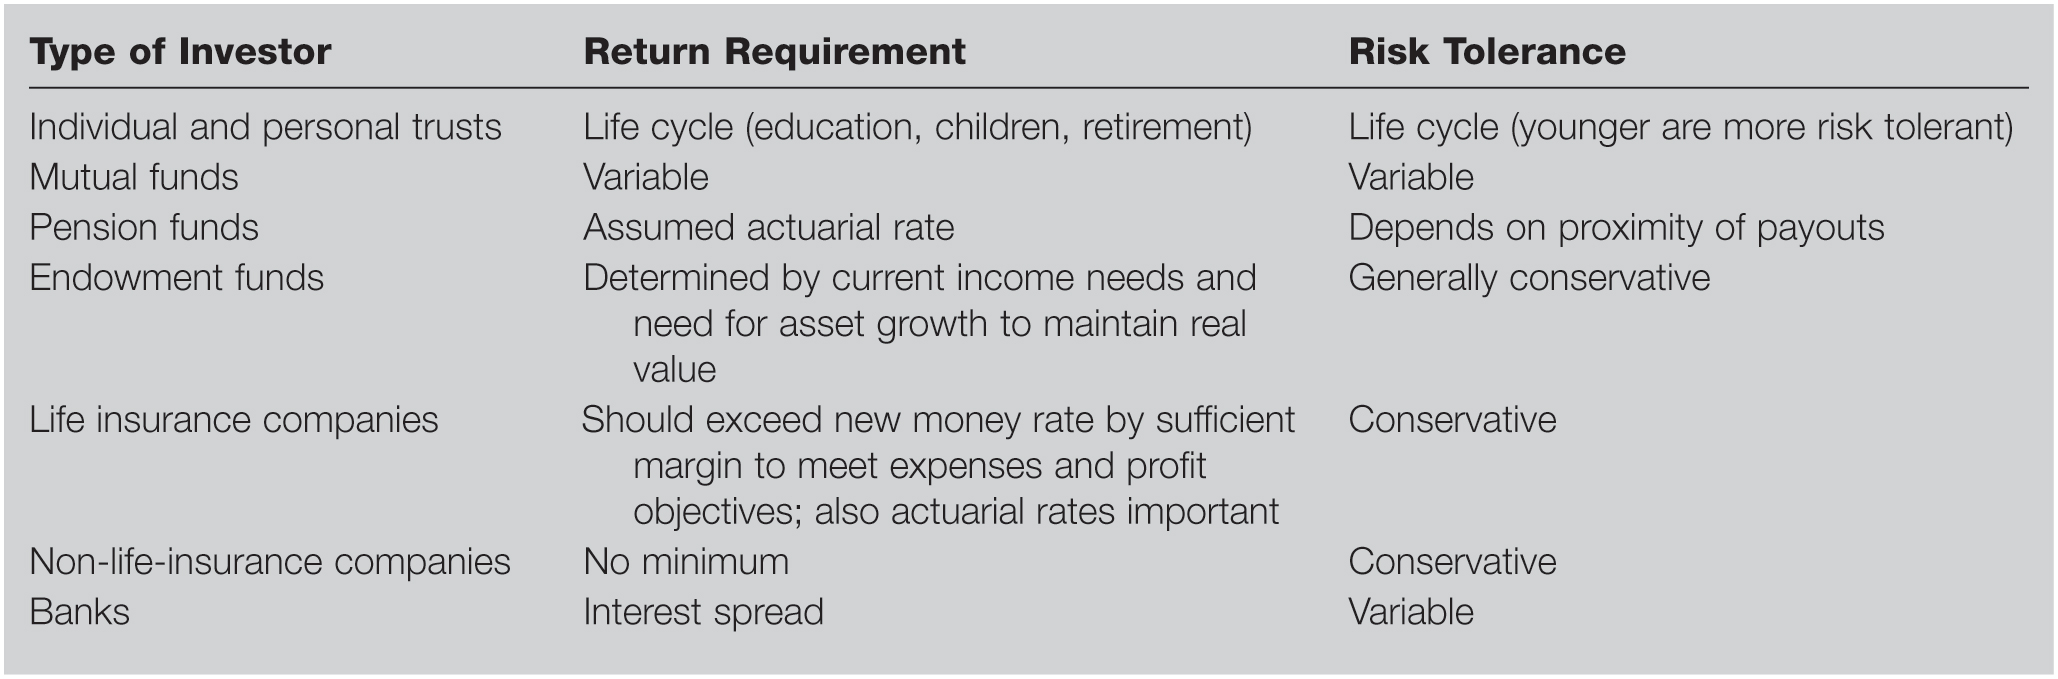 Type of Investor Return Requirement Risk Tolerance
Individual and personal trusts Life cycle (education, children, retirement) Life cycle (younger are more risk tolerant)
Mutual funds Variable Variable
Pension funds Assumed actuarial rate Depends on proximity of payouts
Endowment funds Determined by current income needs and Generally conservative
need for asset growth to maintain real
value
Life insurance companies Should exceed new money rate by sufficient Conservative
margin to meet expenses and profit
objectives; also actuarial rates important
Non-life-insurance companies No minimum Conservative
Banks Interest spread Variable